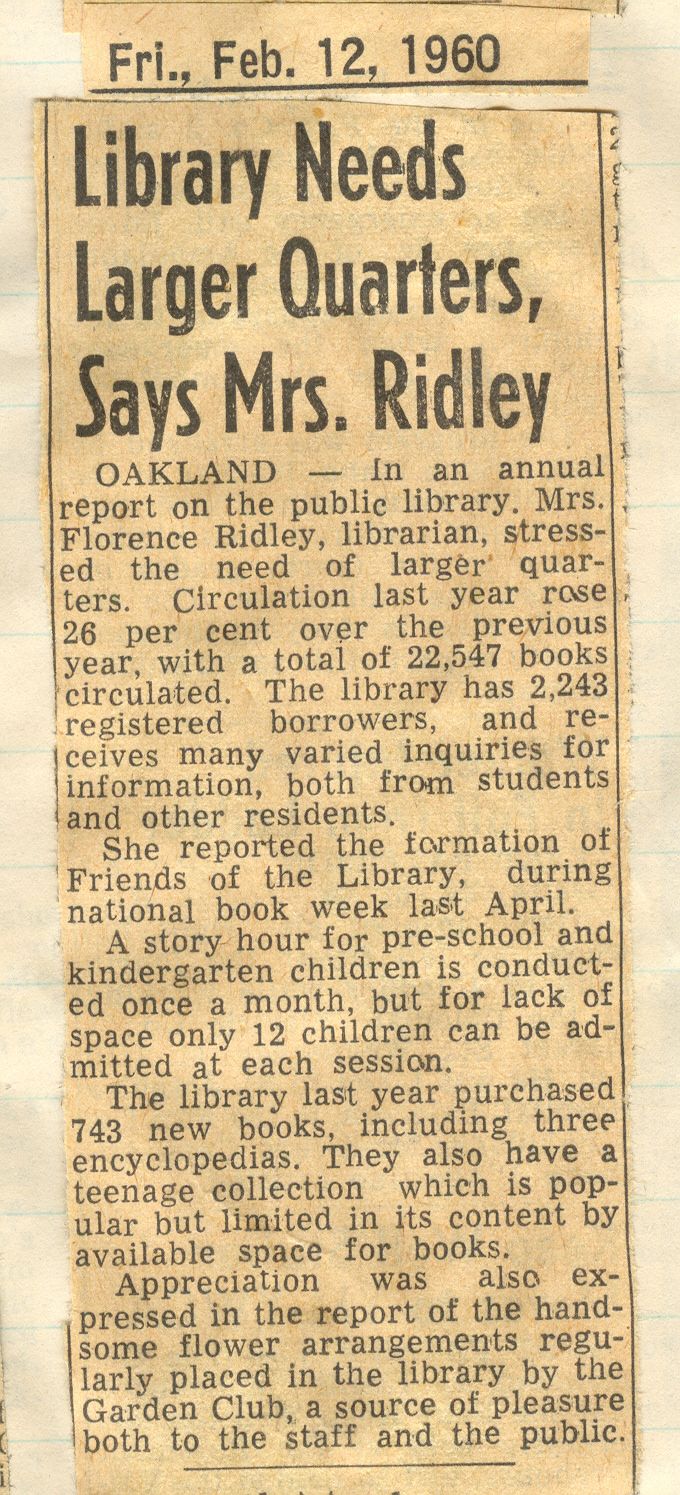 Fri., Feb. 12, 1960
Library Needs
Larger Quarters,
Says Mrs. Ridley
OAKLAND — In an annual
report on the public library. Mrs.
Florence Ridley, librarian, stress-
ed the need of larger quar-
ters. Circulation last year rose
26 per cent over the previous
year, with a total of 22,547 books
circulated. The library has 2,243
registered borrowers, and re-
ceives many varied inquiries for
information, both from students
and other residents.
She reported the formation of
Friends of the Library, during
national book week last April.
A story hour for pre-school and
kindergarten children is conduct-
ed once a month, but for lack of
space only 12 children can be ad-
mitted at each session.
The library last year purchased
743 new books, including three
encyclopedias. They also have a
teenage collection which is pop-
ular but limited in its content by
available space for books.
Appreciation was also ex-
pressed in the report of the hand-
some flower arrangements regu-
larly placed in the library by the
Garden Club, a source of pleasure
both to the staff and the public.